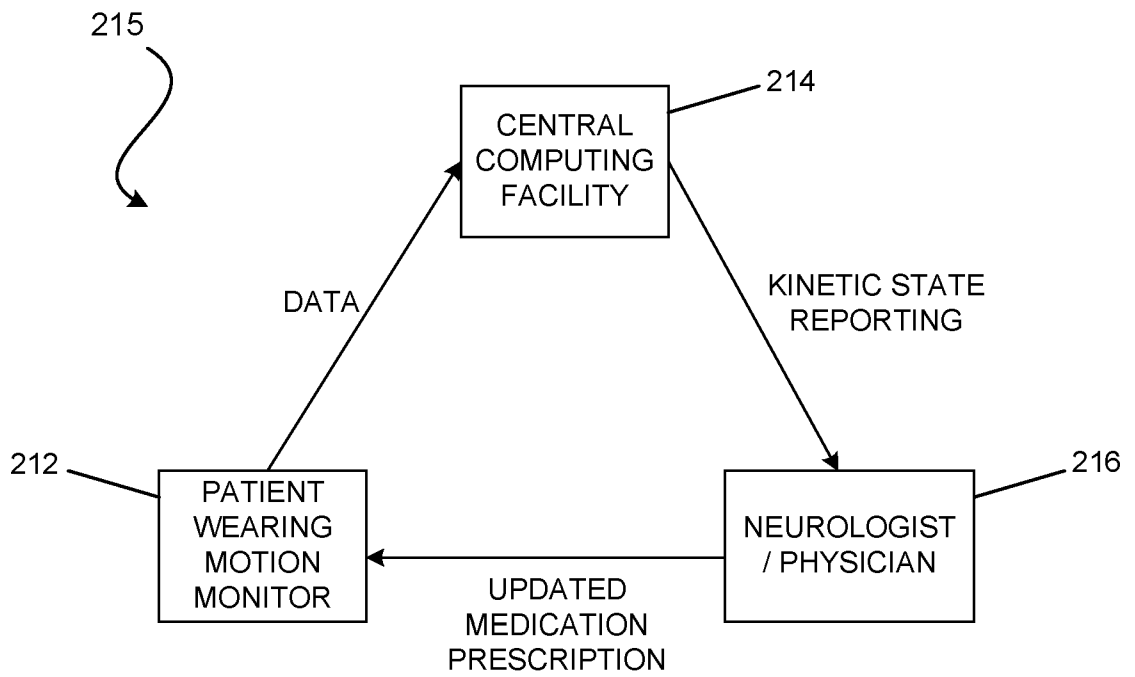 215
214
CENTRAL
COMPUTING
FACILITY
DATA
KINETIC STATE
REPORTING
212
PATIENT
WEARING
MOTION
MONITOR
216
NEUROLOGIST
/ PHYSICIAN
UPDATED
MEDICATION
PRESCRIPTION